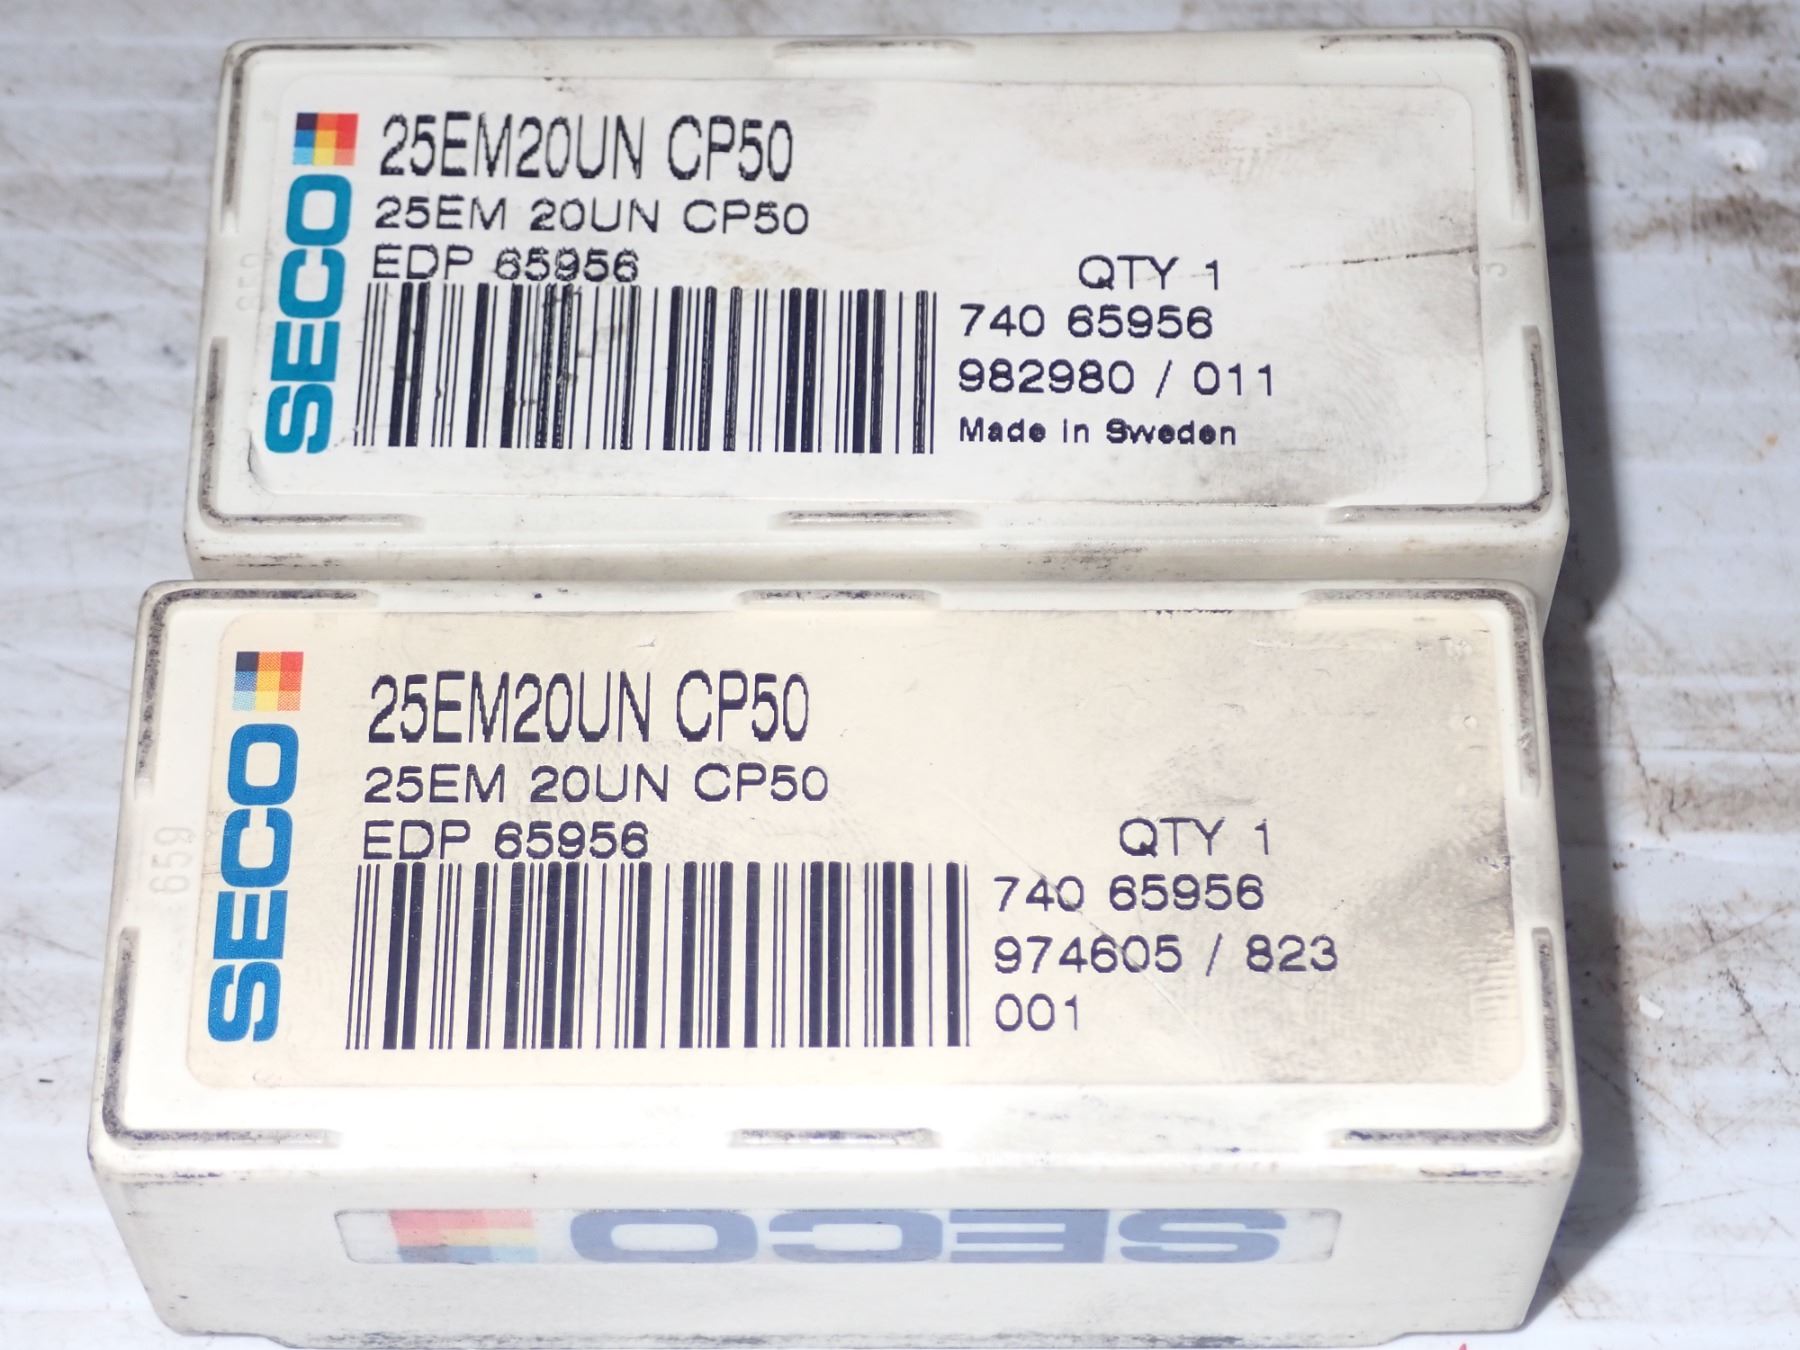 SECO
25EM20UN CP50
25EM 20UN CP50
EDP 65956
QTY 1
740 65956
982980 / 011
Made in Sweden
3
SECO
659
25EM20UN CP50
25EM 20UN CP50
EDP 65956
QTY 1
740 65956
974605 / 823
001
SECO